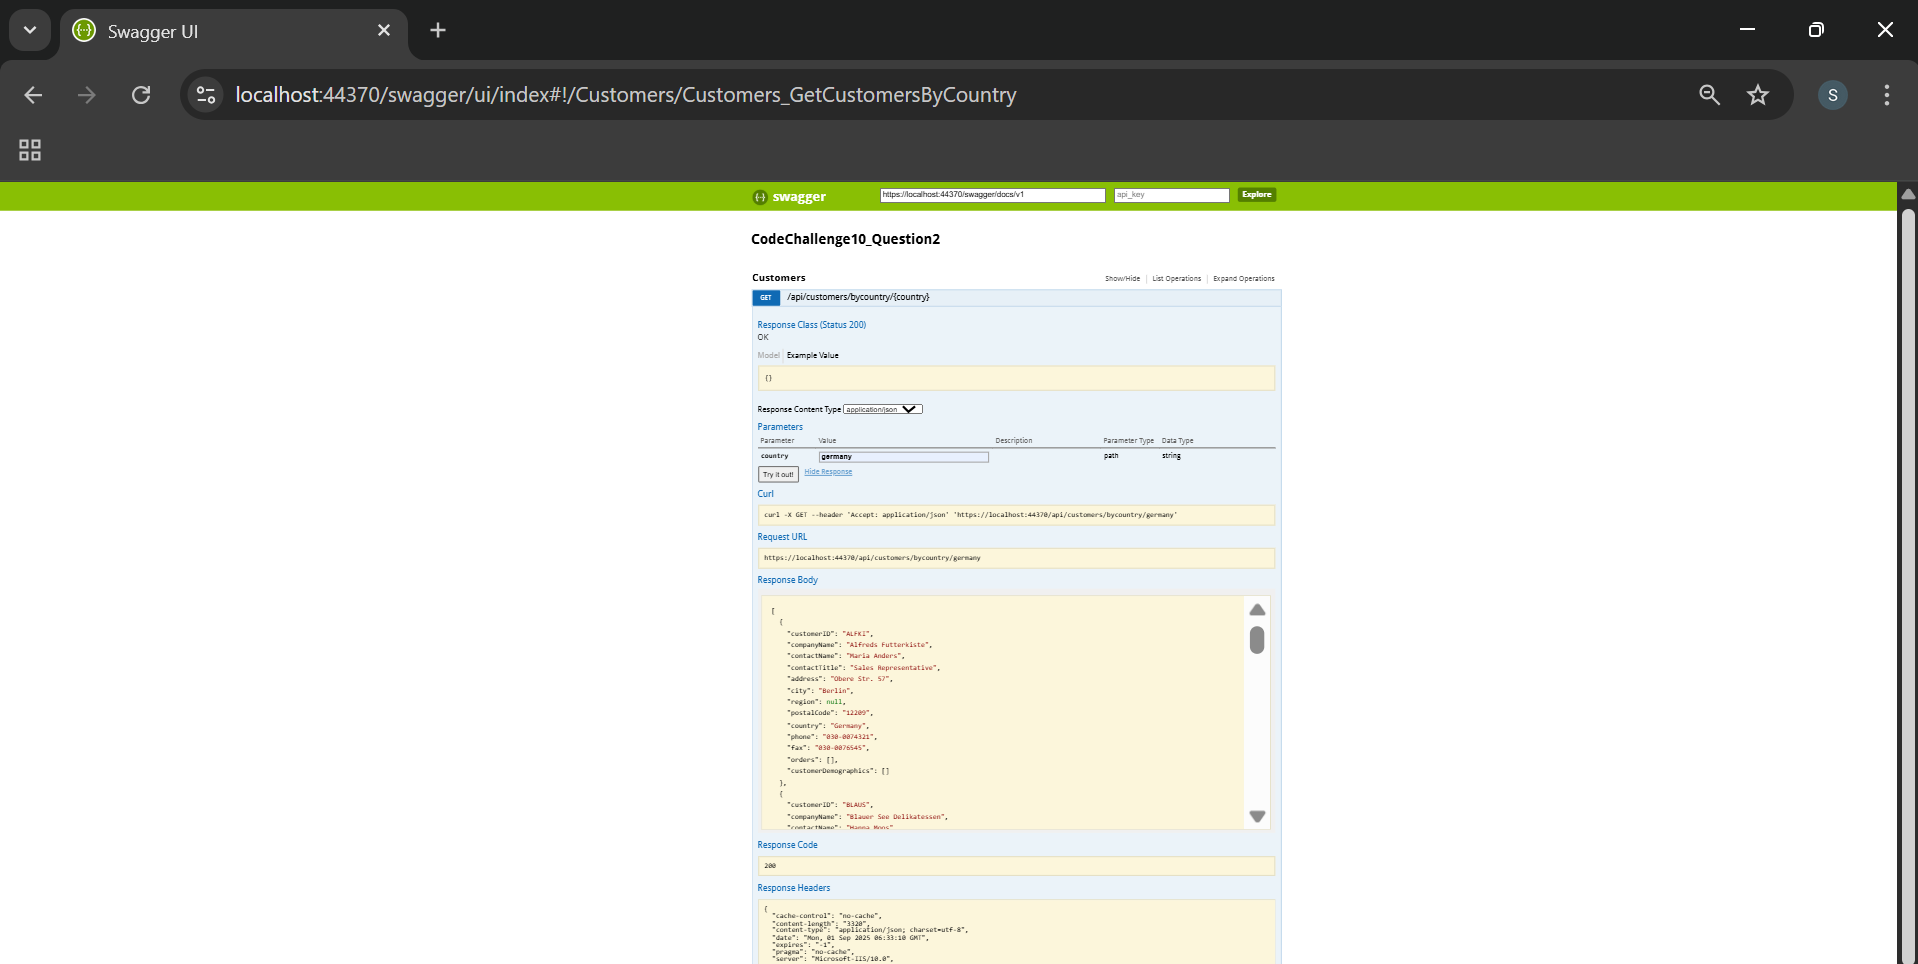 Swagger UI
localhost:44370/swagger/ui/index#!/Customers/Customers_GetCustomersByCountry
S
swagger
https://localhost:44370/swagger/docs/v1
api_key
Explore
CodeChallenge10_Question2
Customers
Show/Hide
List Operations
Expand Operations
GET
/api/customers/bycountry/{country}
Response Class (Status 200)
OK
Model
Example Value
{}
Response Content Type application/json
Parameters
Parameter Value Description Parameter Type Data Type
country germany path string
Try it out! Hide Response
Curl
curl -X GET --header 'Accept: application/json' 'https://localhost:44370/api/customers/bycountry/germany'
Request URL
https://localhost:44370/api/customers/bycountry/germany
Response Body
[
{
"customerID": "ALFKI",
"companyName": "Alfreds Futterkiste",
"contactName": "Maria Anders",
"contactTitle": "Sales Representative",
"address": "Obere Str. 57",
"city": "Berlin",
"region": null,
"postalCode": "12209",
"country": "Germany",
"phone": "030-0074321",
"fax": "030-0076545",
"orders": [],
"customerDemographics": []
},
{
"customerID": "BLAUS",
"companyName": "Blauer See Delikatessen",
"contactName": "Hanna Moos"
Response Code
200
Response Headers
{
"cache-control": "no-cache",
"content-length": "3320",
"content-type": "application/json; charset=utf-8",
"date": "Mon, 01 Sep 2025 06:33:10 GMT",
"expires": "-1",
"pragma": "no-cache",
"server": "Microsoft-IIS/10.0",